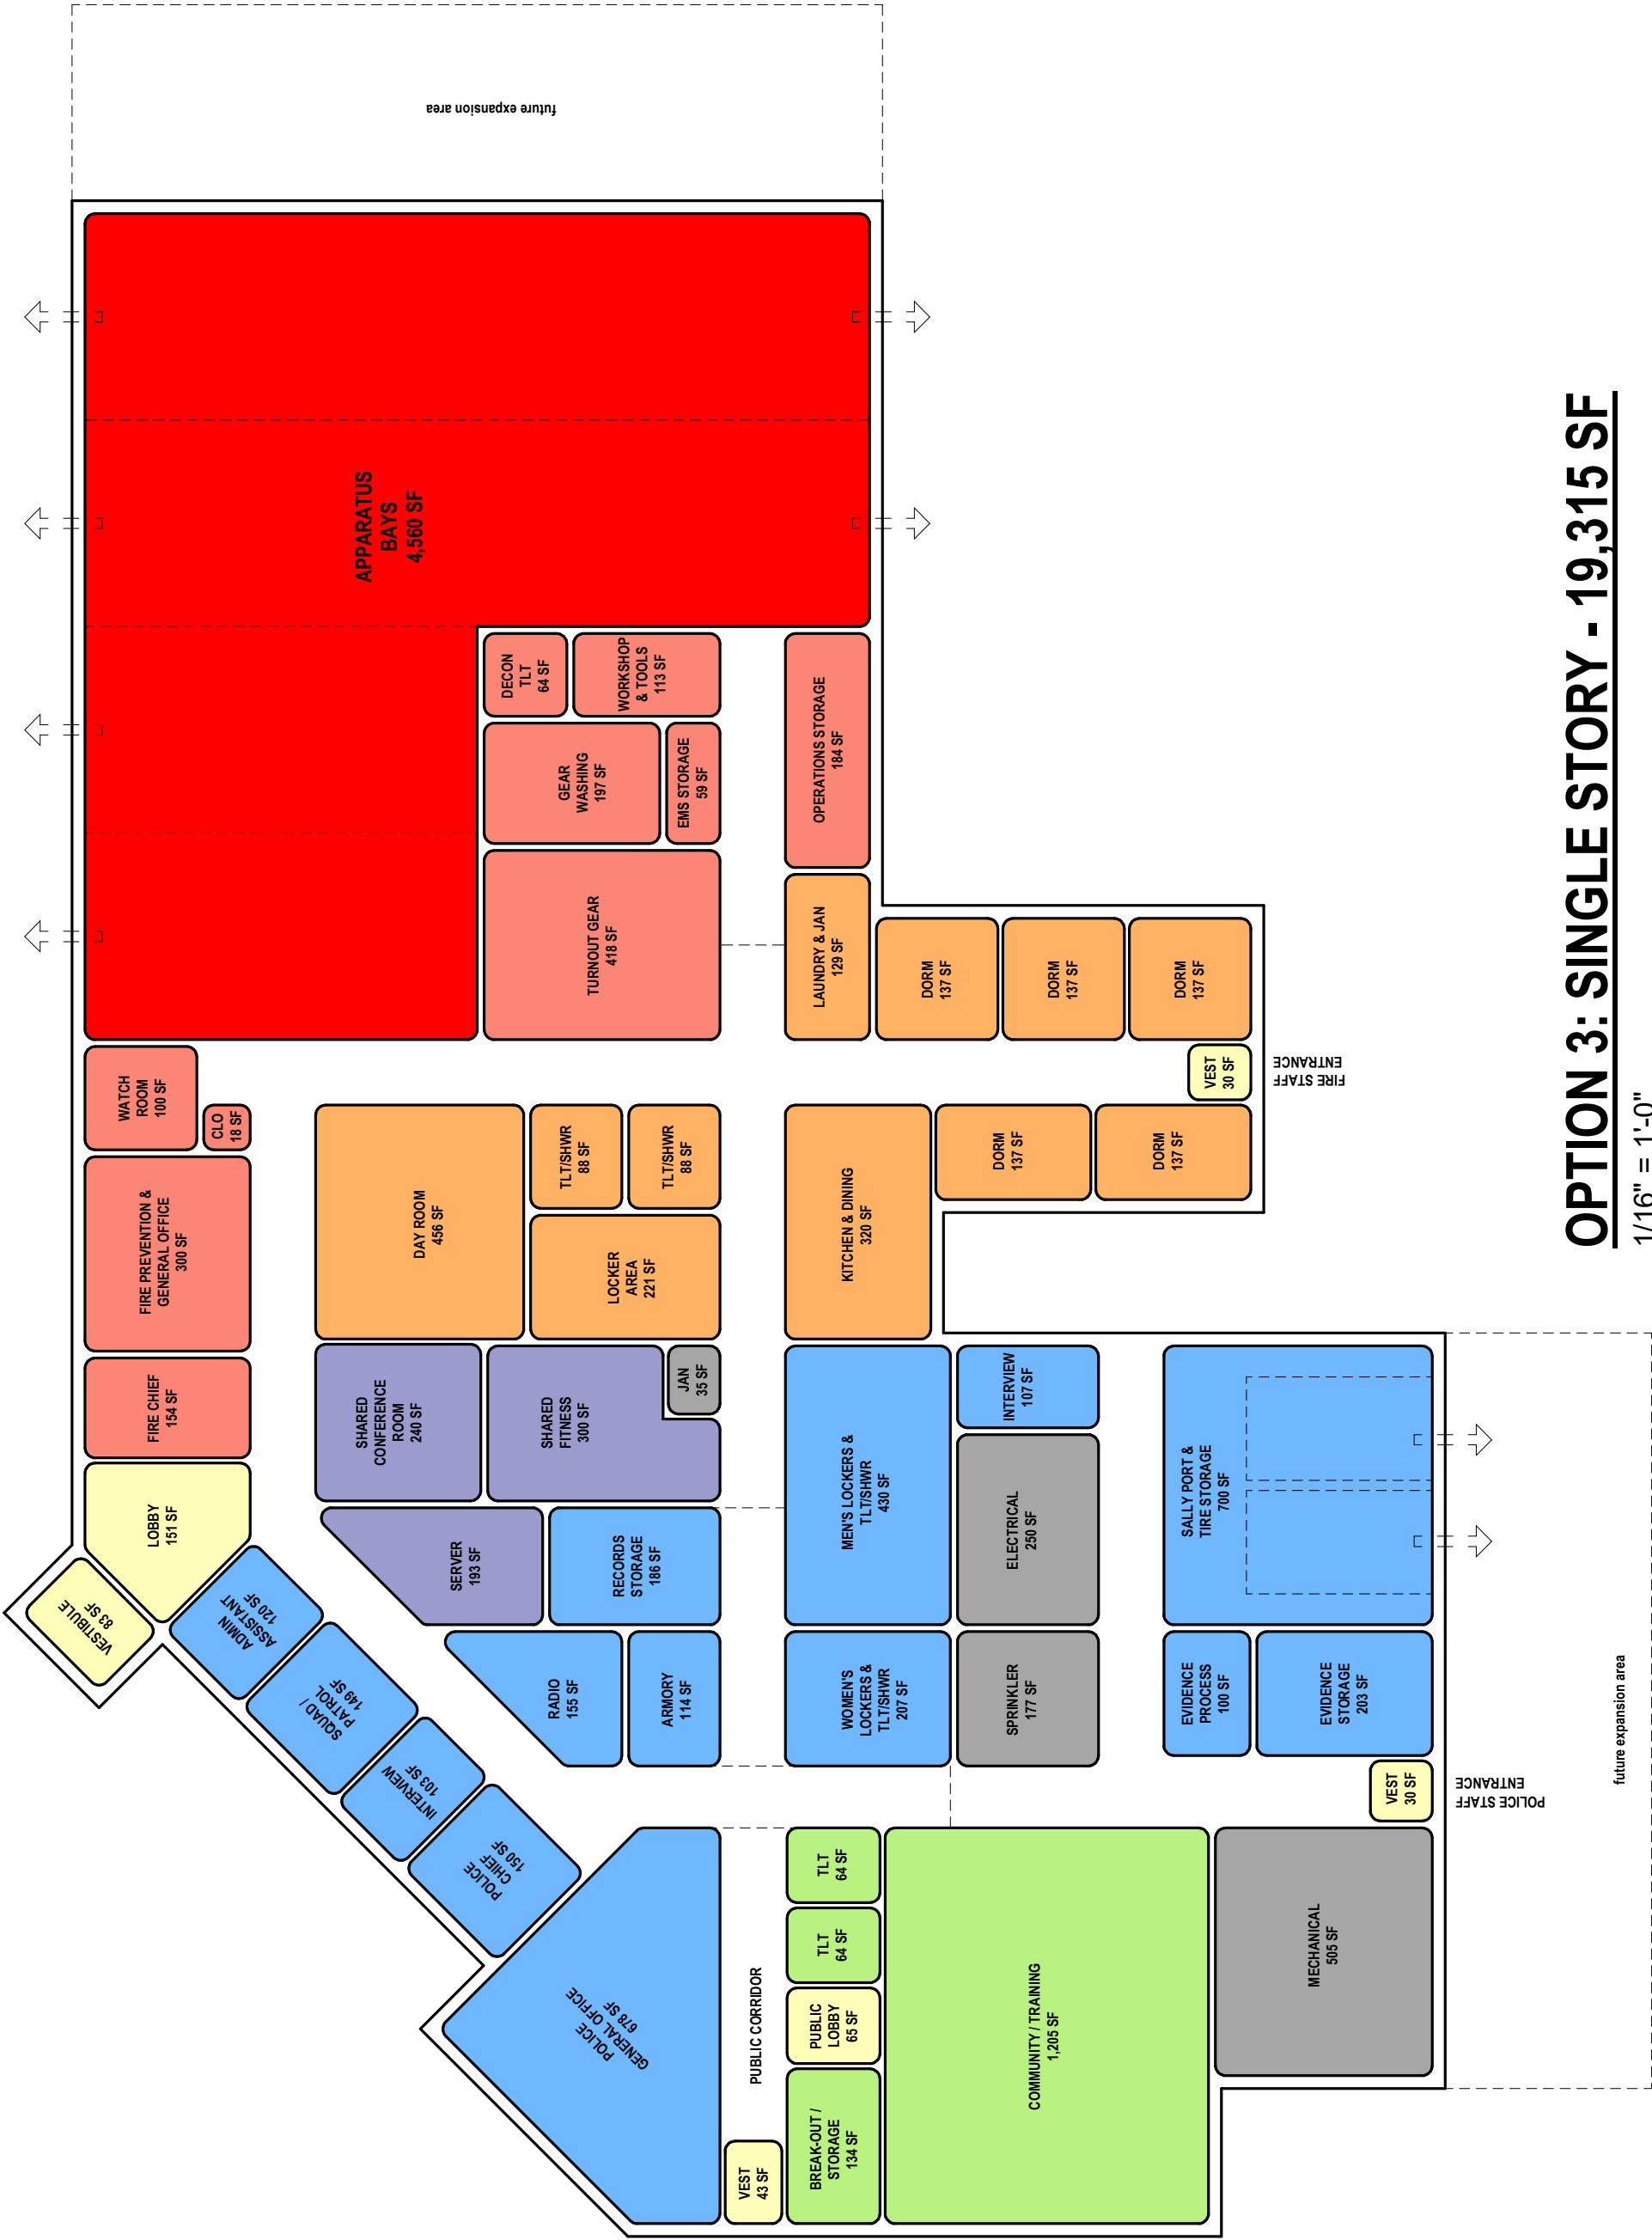 future expansion area
APPARATUS
BAYS
4,560 SF
DECON
TLT
64 SF
WORKSHOP
& TOOLS
113 SF
GEAR
WASHING
197 SF
EMS STORAGE
59 SF
OPERATIONS STORAGE
184 SF
TURNOUT GEAR
418 SF
LAUNDRY & JAN
129 SF
DORM
137 SF
DORM
137 SF
DORM
137 SF
WATCH
ROOM
100 SF
CLO
18 SF
VEST
30 SF
FIRE STAFF
ENTRANCE
FIRE PREVENTION &
GENERAL OFFICE
300 SF
DAY ROOM
456 SF
TLT/SHWR
88 SF
TLT/SHWR
88 SF
LOCKER
AREA
221 SF
KITCHEN & DINING
320 SF
DORM
137 SF
DORM
137 SF
FIRE CHIEF
154 SF
SHARED
CONFERENCE
ROOM
240 SF
SHARED
FITNESS
300 SF
JAN
35 SF
MEN'S LOCKERS &
TLT/SHWR
430 SF
INTERVIEW
107 SF
ELECTRICAL
250 SF
SALLY PORT &
TIRE STORAGE
700 SF
LOBBY
151 SF
VESTIBULE
83 SF
ADMIN
ASSISTANT
120 SF
SERVER
193 SF
RECORDS
STORAGE
186 SF
SQUAD /
PATROL
149 SF
RADIO
155 SF
ARMORY
114 SF
WOMEN'S
LOCKERS &
TLT/SHWR
207 SF
SPRINKLER
177 SF
EVIDENCE
PROCESS
100 SF
EVIDENCE
STORAGE
203 SF
INTERVIEW
103 SF
POLICE
CHIEF
150 SF
VEST
30 SF
POLICE STAFF
ENTRANCE
future expansion area
POLICE
GENERAL OFFICE
678 SF
PUBLIC CORRIDOR
TLT
64 SF
TLT
64 SF
PUBLIC
LOBBY
65 SF
BREAK-OUT /
STORAGE
134 SF
VEST
43 SF
COMMUNITY / TRAINING
1,205 SF
MECHANICAL
505 SF
OPTION 3: SINGLE STORY - 19,315 SF
1/16" = 1'-0"